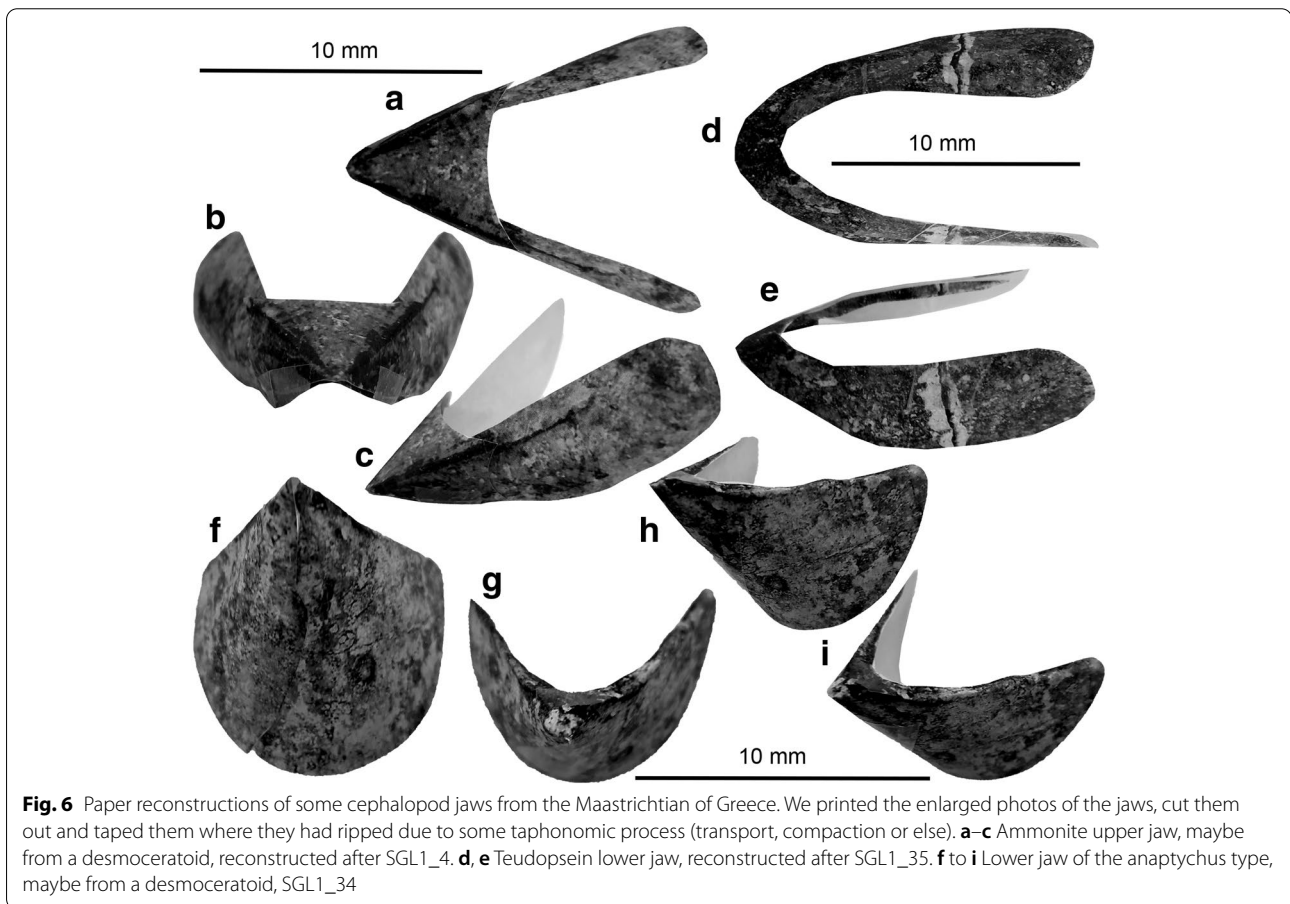 10 mm
a
d
10 mm
b
e
c
h
f
g
i
10 mm
Fig. 6 Paper reconstructions of some cephalopod jaws from the Maastrichtian of Greece. We printed the enlarged photos of the jaws, cut them
out and taped them where they had ripped due to some taphonomic process (transport, compaction or else). a–c Ammonite upper jaw, maybe
from a desmoceratoid, reconstructed after SGL1_4. d, e Teudopsein lower jaw, reconstructed after SGL1_35. f to i Lower jaw of the anaptychus type,
maybe from a desmoceratoid, SGL1_34